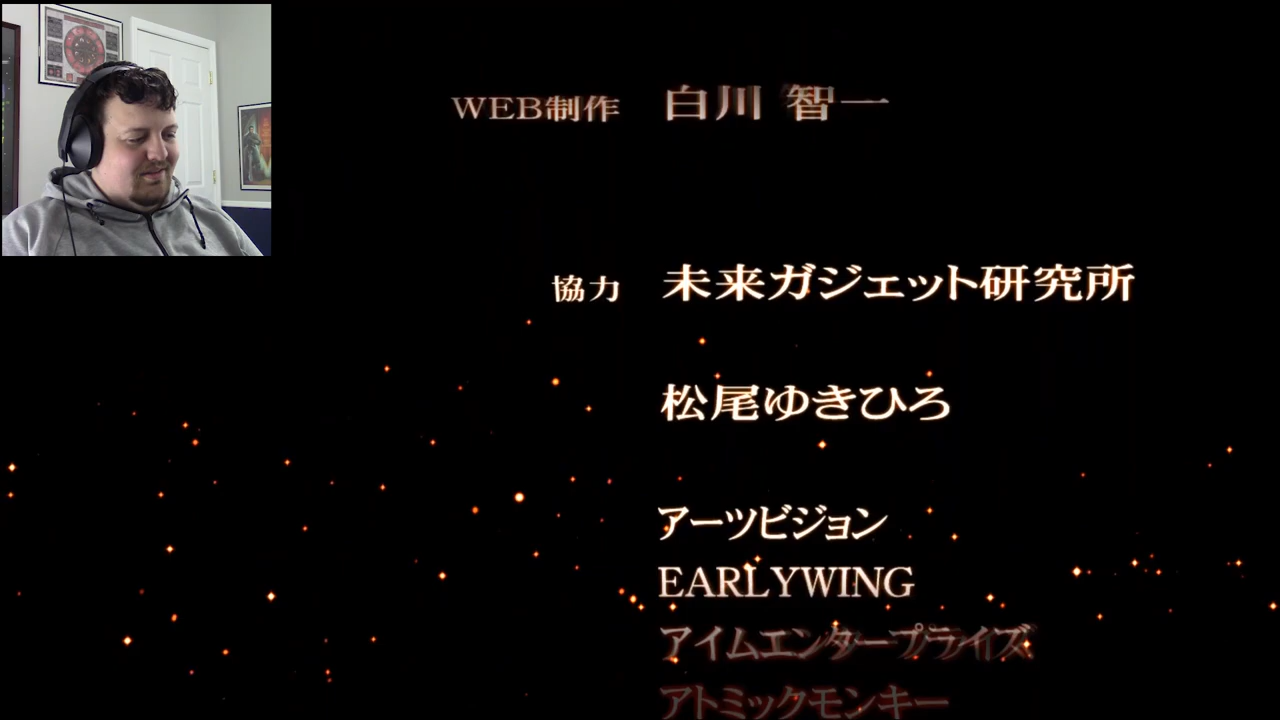 WEB制作 白川 智一
協力 未来ガジェット研究所
松尾ゆきひろ
アーツビジョン
EARLYWING
アイムエンタープライズ
アトミックモンキー